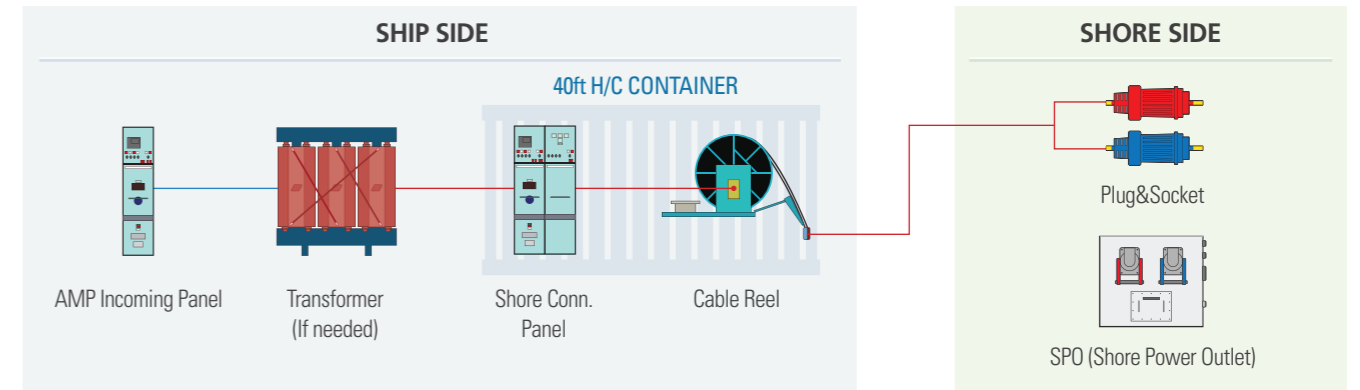 SHIP SIDE
SHORE SIDE
40ft H/C CONTAINER
Plug&Socket
AMP Incoming Panel
Transformer
(If needed)
Shore Conn.
Panel
Cable Reel
SPO (Shore Power Outlet)